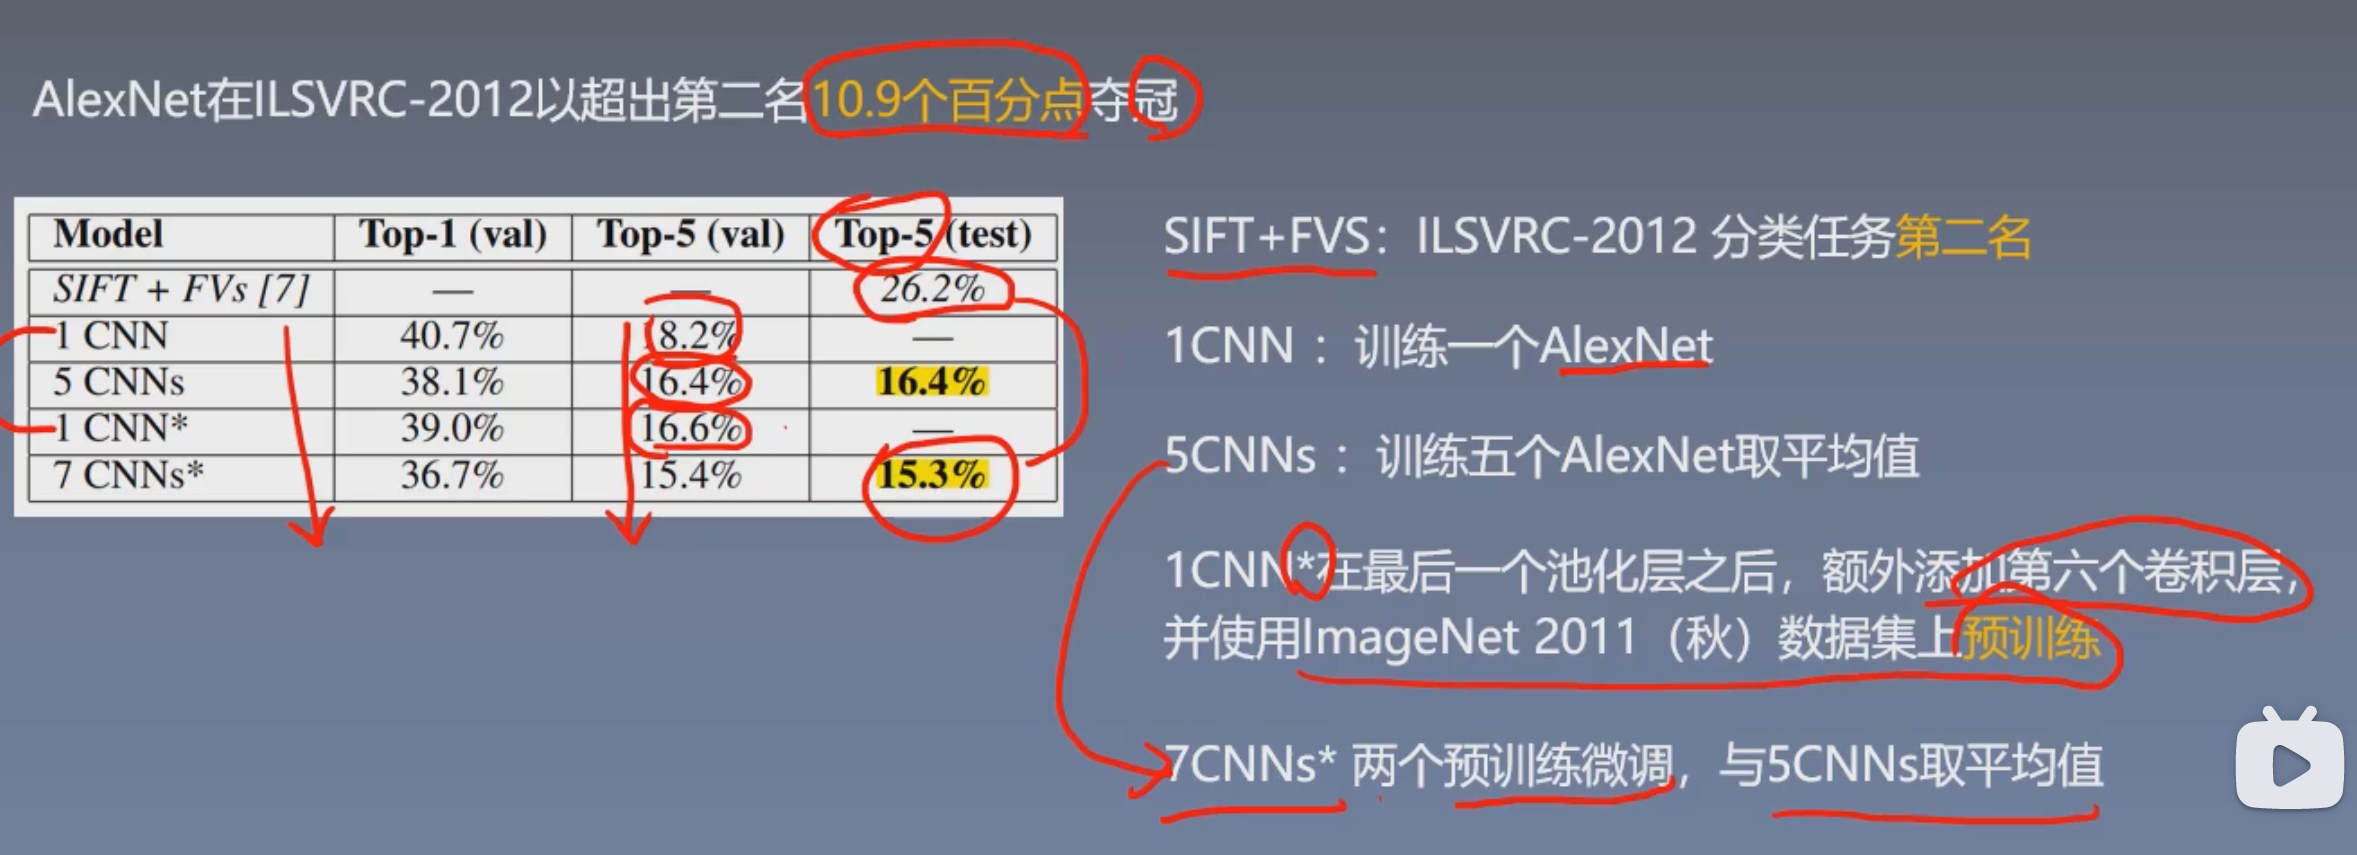 AlexNet在ILSVRC-2012以超出第二名10.9个百分点夺冠
Model Top-1 (val) Top-5 (val) Top-5 (test)
SIFT + FVs [7] — — 26.2%
1 CNN 40.7% 18.2% —
5 CNNs 38.1% 16.4% 16.4%
1 CNN* 39.0% 16.6% —
7 CNNs* 36.7% 15.4% 15.3%
SIFT+FVS：ILSVRC-2012 分类任务第二名
1CNN ：训练一个AlexNet
5CNNs ：训练五个AlexNet取平均值
1CNN*在最后一个池化层之后，额外添加第六个卷积层，
并使用ImageNet 2011（秋）数据集上预训练
7CNNs* 两个预训练微调，与5CNNs取平均值